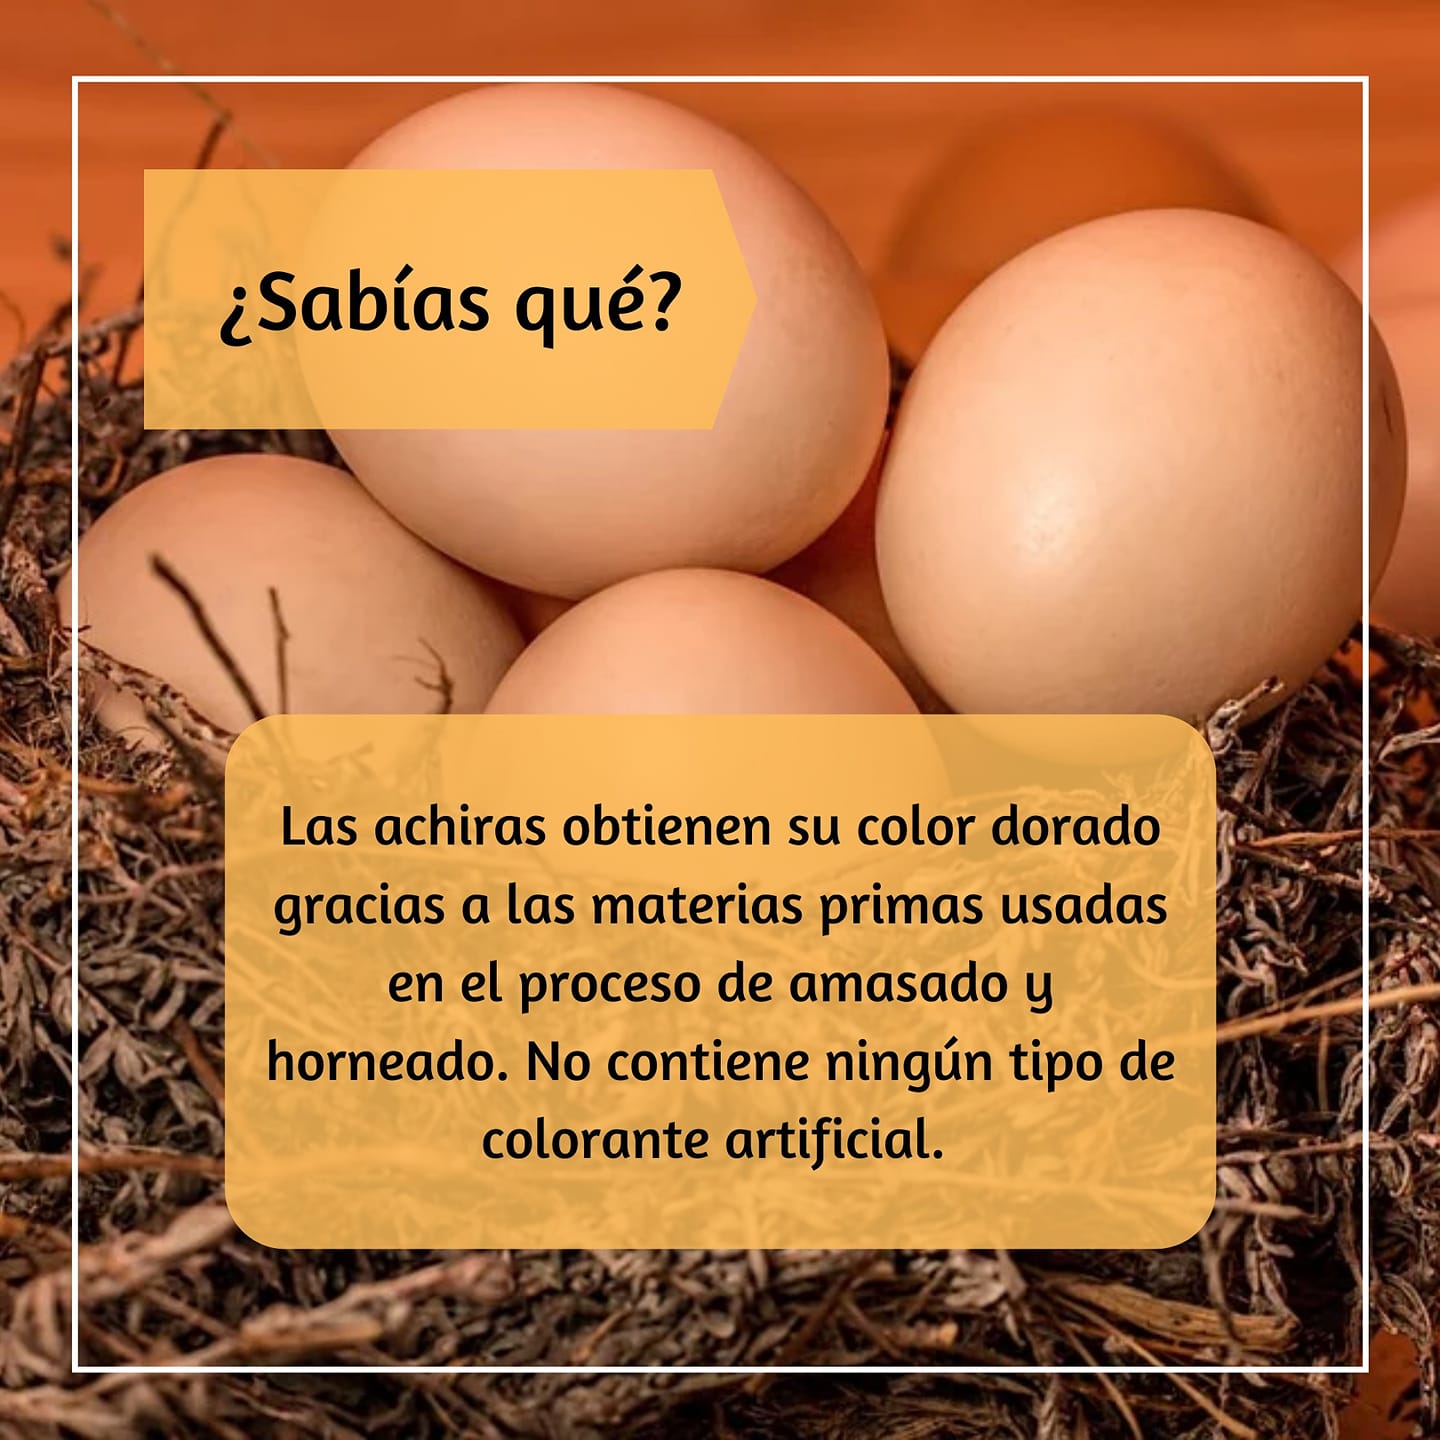 ¿Sabías qué?
Las achiras obtienen su color dorado
gracias a las materias primas usadas
en el proceso de amasado y
horneado. No contiene ningún tipo de
colorante artificial.